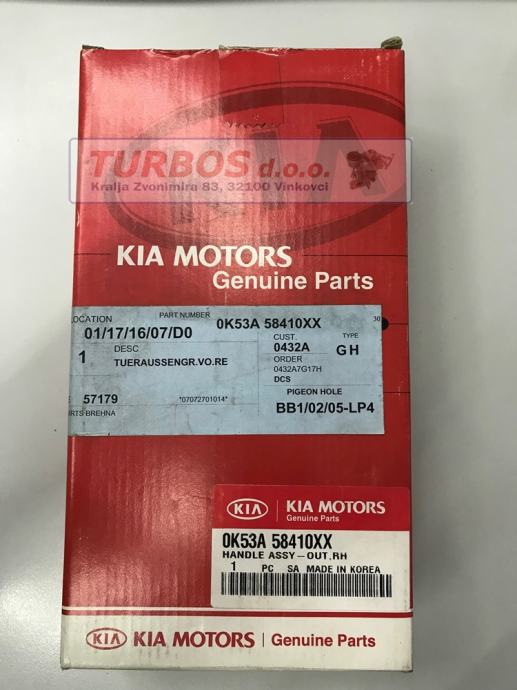 KIA
TURBOS d.o.o.
Kralja Zvonimira 83, 32100 Vinkovci
KIA MOTORS
Genuine Parts
LOCATION PART NUMBER 0K53A 58410XX 30
01/17/16/07/D0 CUST. TYPE
0432A GH
1 DESC ORDER
TUERAUSSENGR.VO.RE 0432A7G17H
DCS
PIGEON HOLE
57179 *07072701014* BB1/02/05-LP4
RTS-BREHNA
KIA KIA MOTORS
Genuine Parts
0K53A 58410XX
HANDLE ASSY-OUT,RH
1 PC SA MADE IN KOREA
KIA KIA MOTORS Genuine Parts